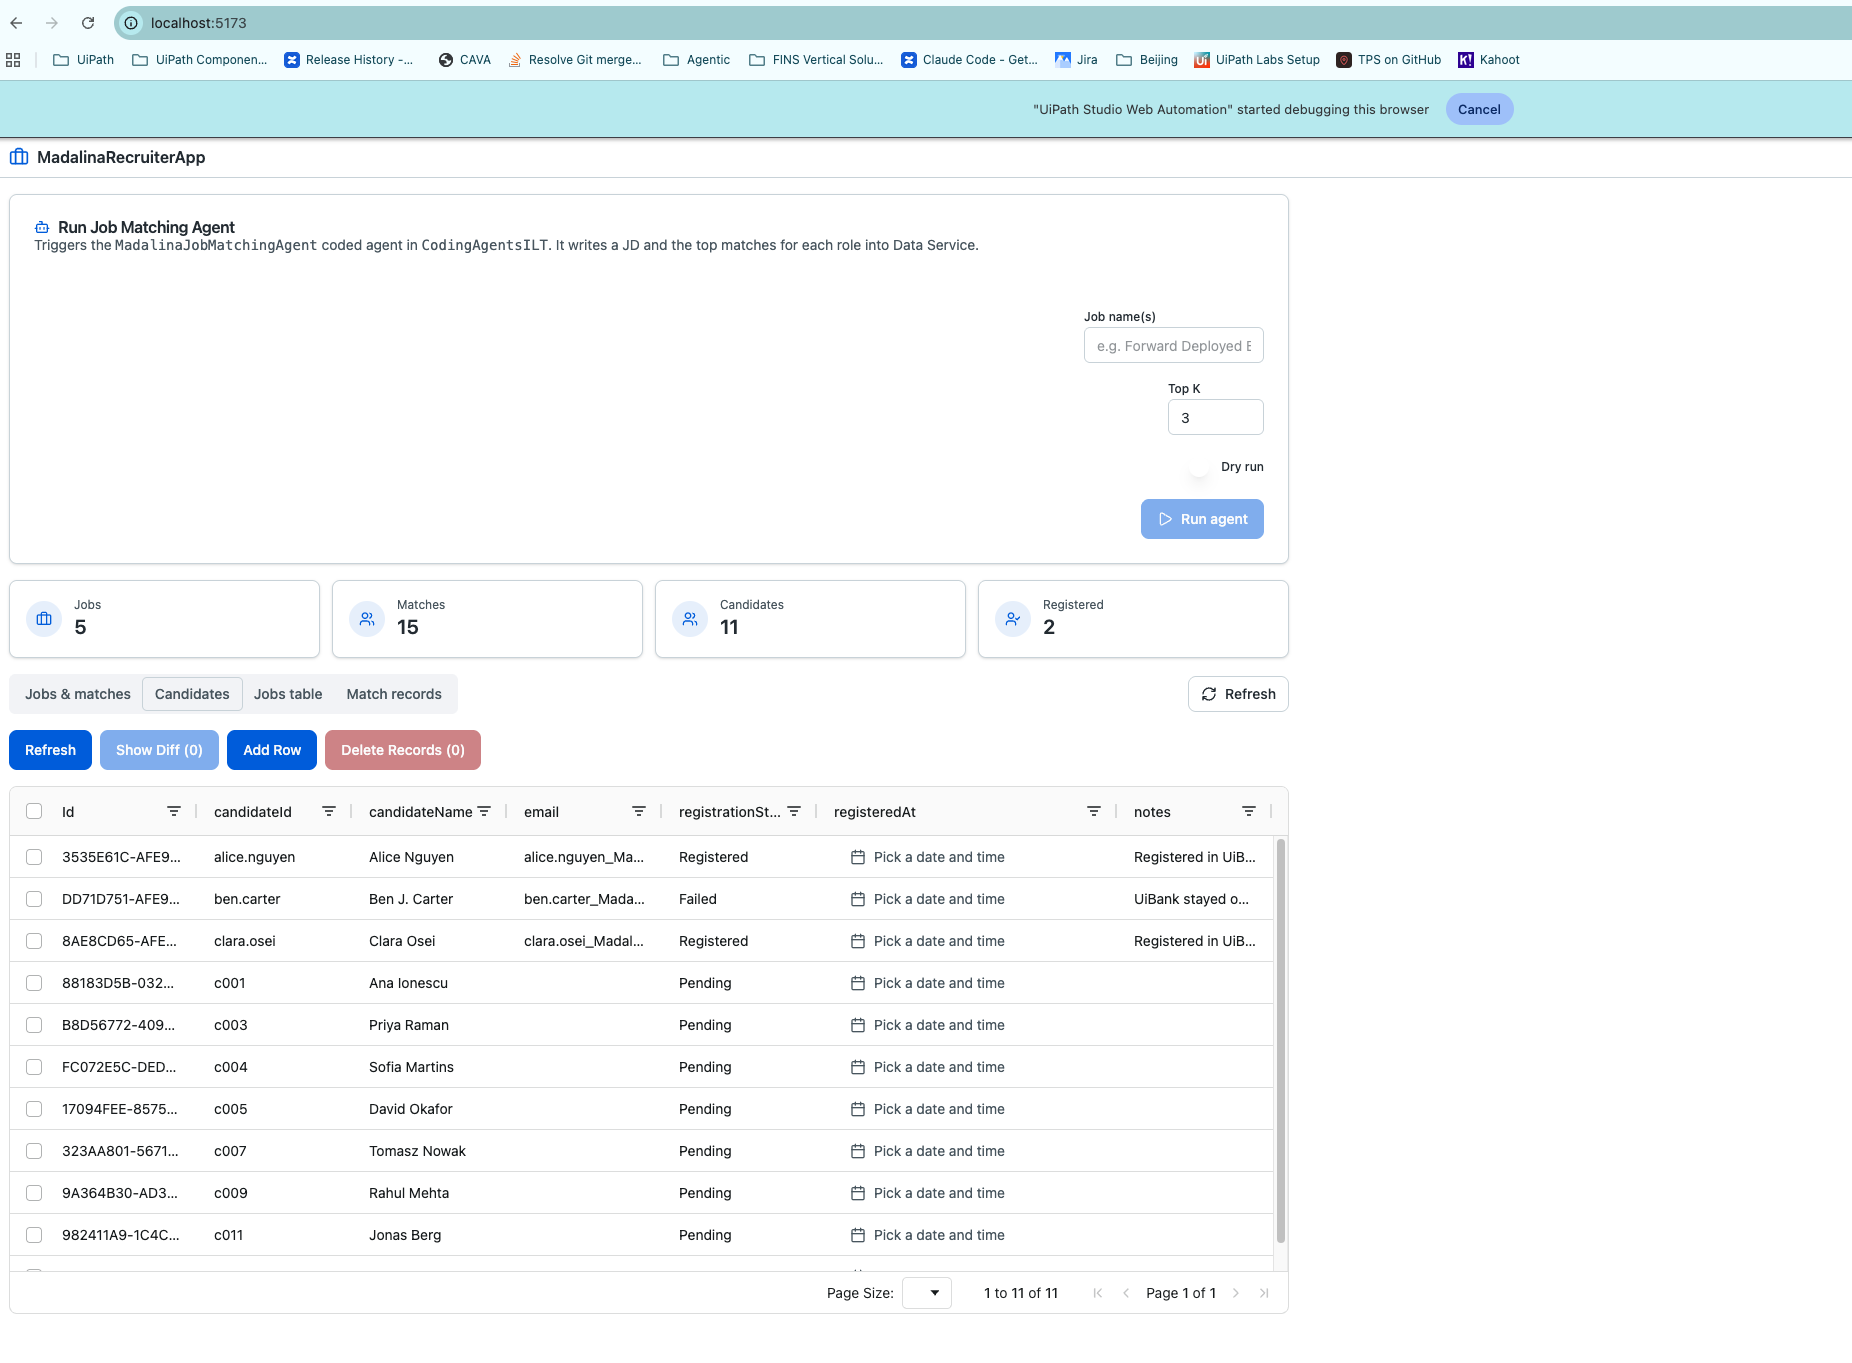 localhost:5173
UiPath
UiPath Componen...
Release History -...
CAVA
Resolve Git merge...
Agentic
FINS Vertical Solu...
Claude Code - Get...
Jira
Beijing
UiPath Labs Setup
TPS on GitHub
Kahoot
"UiPath Studio Web Automation" started debugging this browser
Cancel
MadalinaRecruiterApp
Run Job Matching Agent
Triggers the MadalinaJobMatchingAgent coded agent in CodingAgentsILT. It writes a JD and the top matches for each role into Data Service.
Job name(s)
e.g. Forward Deployed E
Top K
3
Dry run
Run agent
Jobs
5
Matches
15
Candidates
11
Registered
2
Jobs & matches
Candidates
Jobs table
Match records
Refresh
Refresh
Show Diff (0)
Add Row
Delete Records (0)
Id candidateId candidateName email registrationSt... registeredAt notes
3535E61C-AFE9... alice.nguyen Alice Nguyen alice.nguyen_Ma... Registered Pick a date and time Registered in UiB...
DD71D751-AFE9... ben.carter Ben J. Carter ben.carter_Mada... Failed Pick a date and time UiBank stayed o...
8AE8CD65-AFE... clara.osei Clara Osei clara.osei_Madal... Registered Pick a date and time Registered in UiB...
88183D5B-032... c001 Ana Ionescu Pending Pick a date and time
B8D56772-409... c003 Priya Raman Pending Pick a date and time
FC072E5C-DED... c004 Sofia Martins Pending Pick a date and time
17094FEE-8575... c005 David Okafor Pending Pick a date and time
323AA801-5671... c007 Tomasz Nowak Pending Pick a date and time
9A364B30-AD3... c009 Rahul Mehta Pending Pick a date and time
982411A9-1C4C... c011 Jonas Berg Pending Pick a date and time
Page Size:
1 to 11 of 11
Page 1 of 1